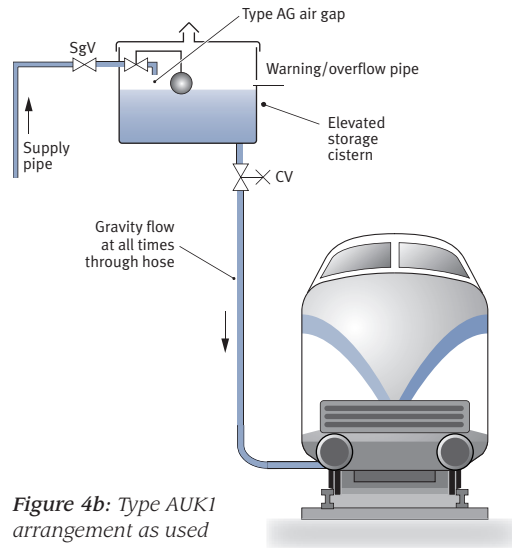 Type AG air gap
SgV
Warning/overflow pipe
Supply
pipe
Elevated
storage
cistern
CV
Gravity flow
at all times
through hose
Figure 4b: Type AUK1
arrangement as used